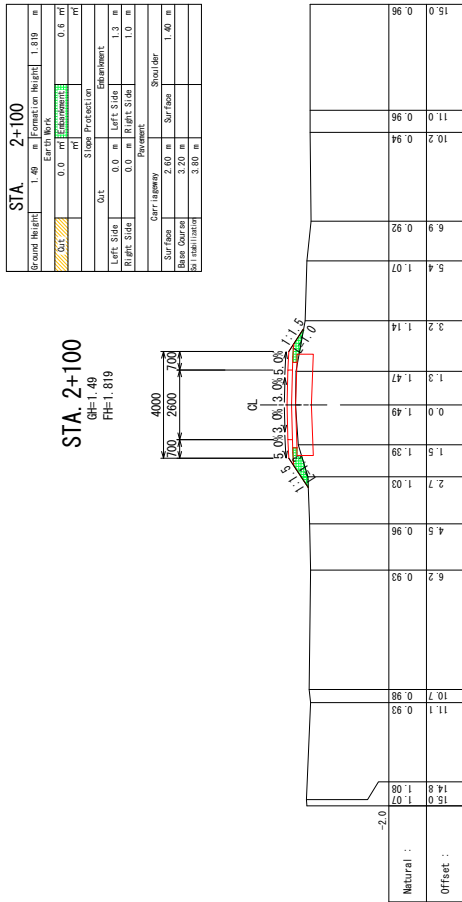 STA. 2+100
Ground Height 1.49 m Formation Height 1.819 m
Earth Work
Cut 0.0 ㎡ Embankment 0.6 ㎡
㎡ ㎡
Slope Protection
Cut Embankment
Left Side 0.0 m Left Side 1.3 m
Right Side 0.0 m Right Side 1.0 m
Pavement
Carriageway Shoulder
Surface 2.60 m Surface 1.40 m
Base Course 3.20 m
Soil stabilization 3.80 m
STA. 2+100
GH=1.49
FH=1.819
4000
700 2600 700
CL
5.0% 3.0% 3.0% 5.0%
1:1.5 1:1.5
L=1.0
-2.0
Natural : 1.07 1.08 0.93 0.98 0.93 0.96 1.03 1.39 1.49 1.47 1.14 1.07 0.92 0.94 0.96 0.96
Offset : 15.0 14.8 11.1 10.7 6.2 4.5 2.7 1.5 0.0 1.3 3.2 5.4 6.9 10.2 11.0 15.0